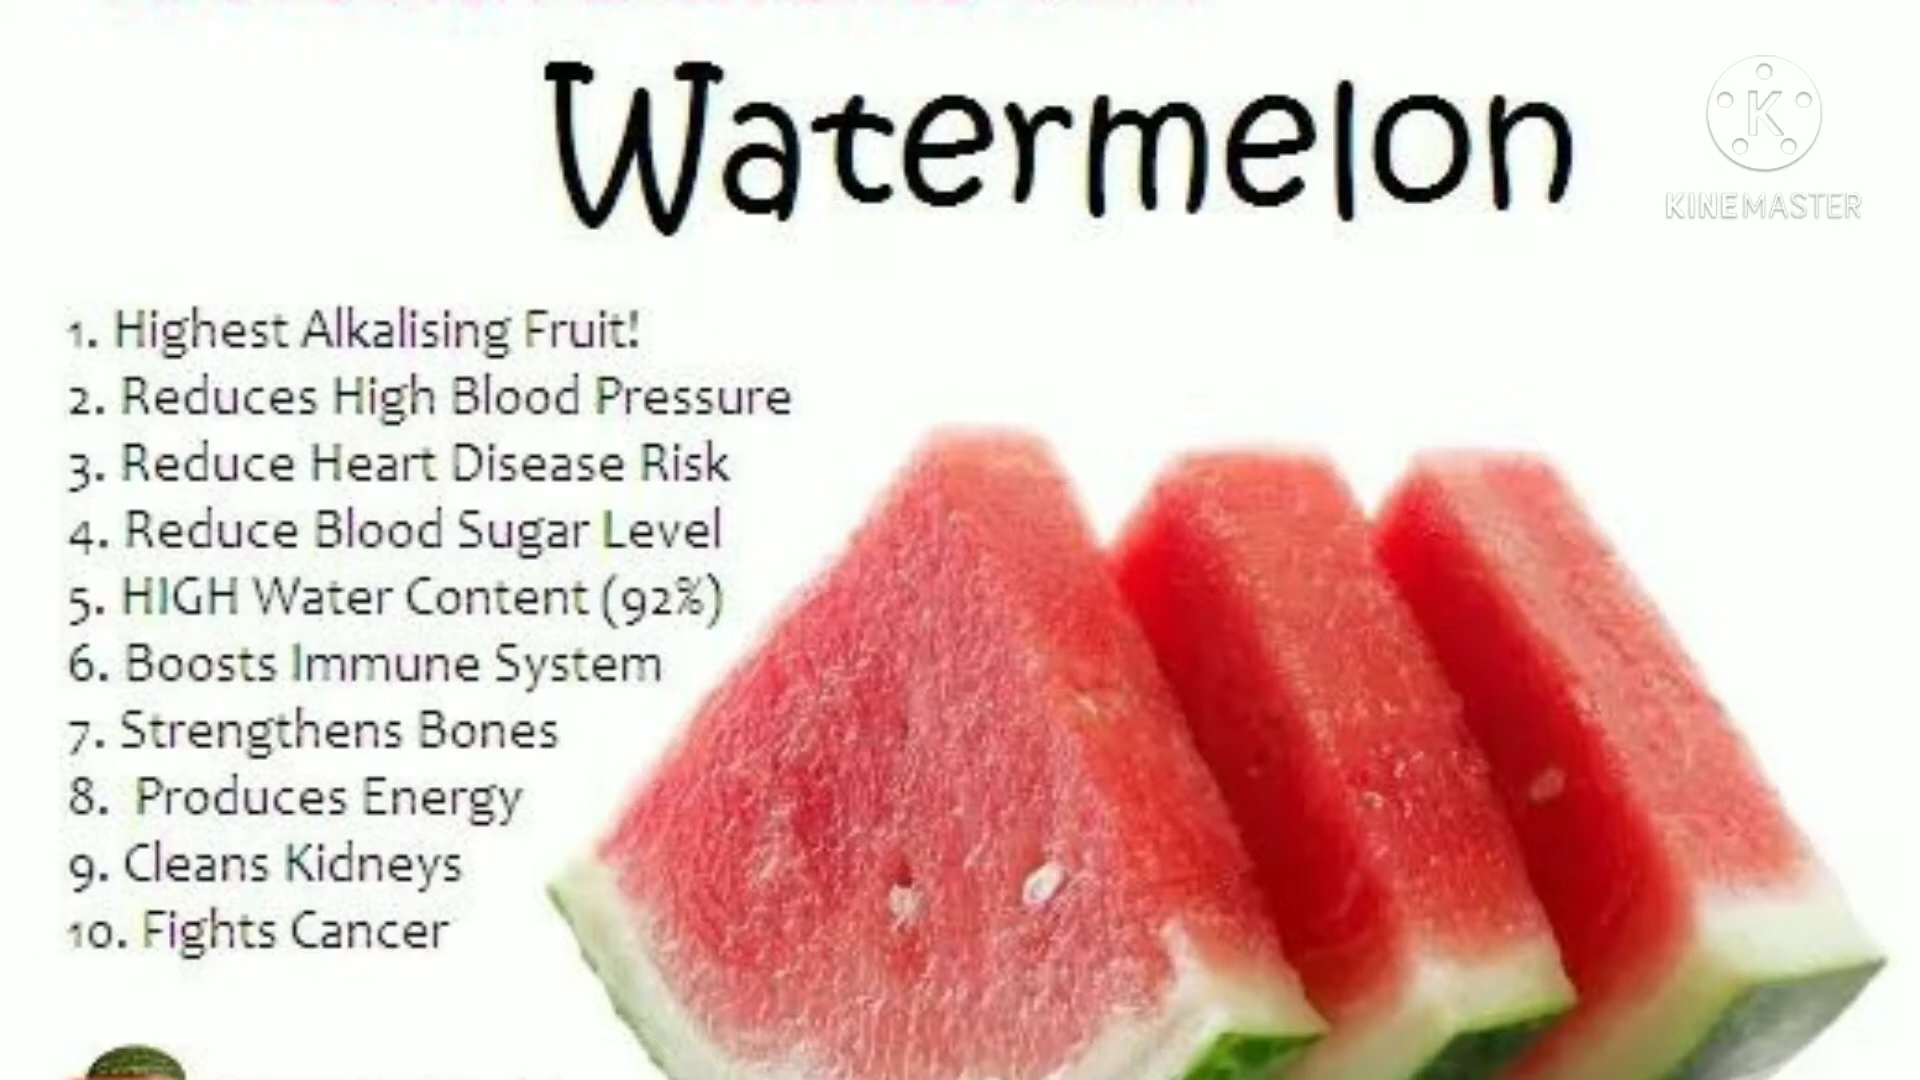 Watermelon
K
KINEMASTER
1. Highest Alkalising Fruit!
2. Reduces High Blood Pressure
3. Reduce Heart Disease Risk
4. Reduce Blood Sugar Level
5. HIGH Water Content (92%)
6. Boosts Immune System
7. Strengthens Bones
8. Produces Energy
9. Cleans Kidneys
10. Fights Cancer